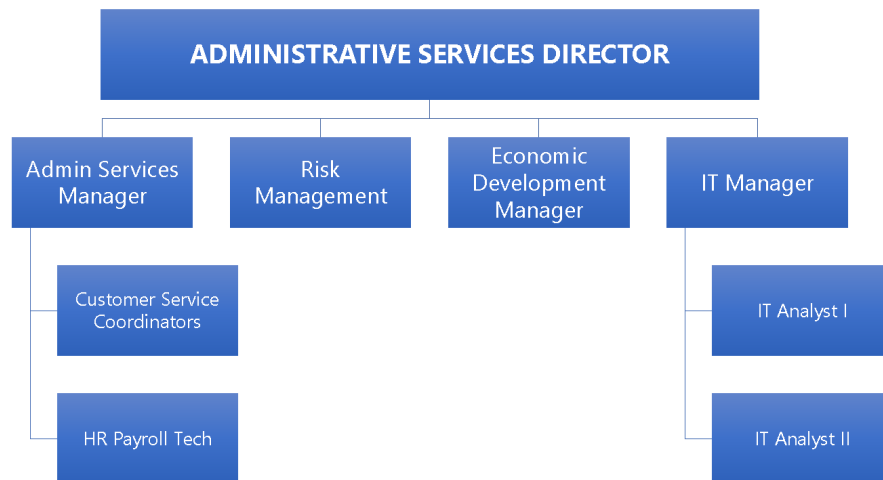 ADMINISTRATIVE SERVICES DIRECTOR
Admin Services
Manager
Risk
Management
Economic
Development
Manager
IT Manager
Customer Service
Coordinators
IT Analyst I
HR Payroll Tech
IT Analyst II